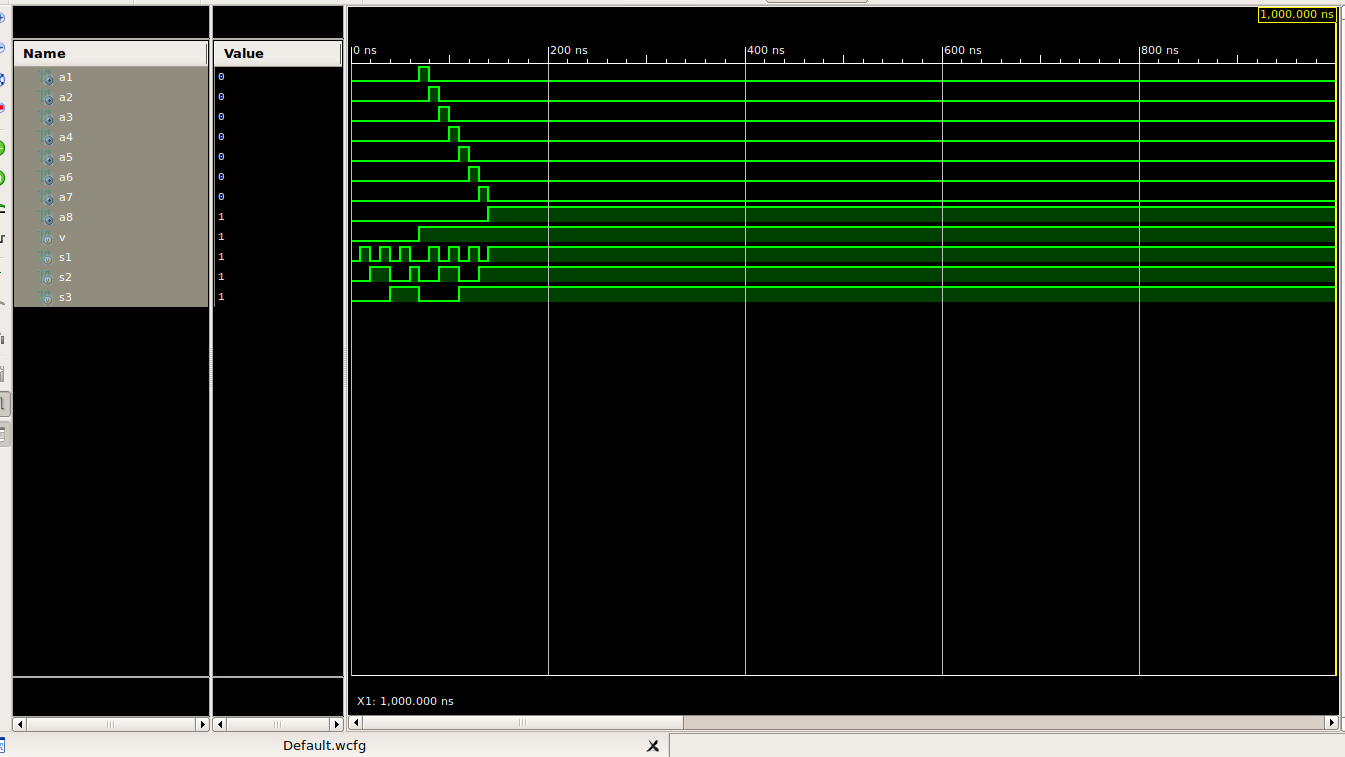 1,000.000 ns
Name Value
0 ns 200 ns 400 ns 600 ns 800 ns
a1 0
a2 0
a3 0
a4 0
a5 0
a6 0
a7 0
a8 1
v 1
s1 1
s2 1
s3 1
X1: 1,000.000 ns
Default.wcfg